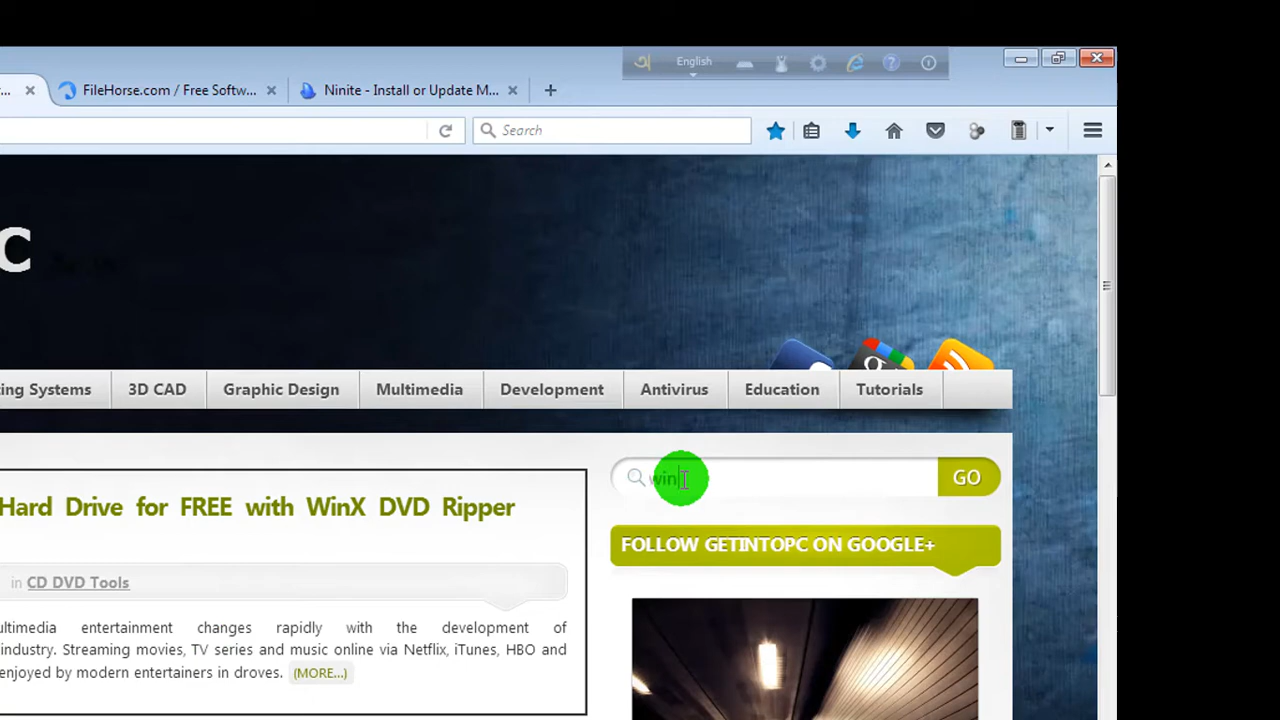 English
...
FileHorse.com / Free Softw...
Ninite - Install or Update M...
Search
C
ing Systems
3D CAD
Graphic Design
Multimedia
Development
Antivirus
Education
Tutorials
win
GO
Hard Drive for FREE with WinX DVD Ripper
FOLLOW GETINTOPC ON GOOGLE+
in CD DVD Tools
ultimedia entertainment changes rapidly with the development of
industry. Streaming movies, TV series and music online via Netflix, iTunes, HBO and
enjoyed by modern entertainers in droves. (MORE...)